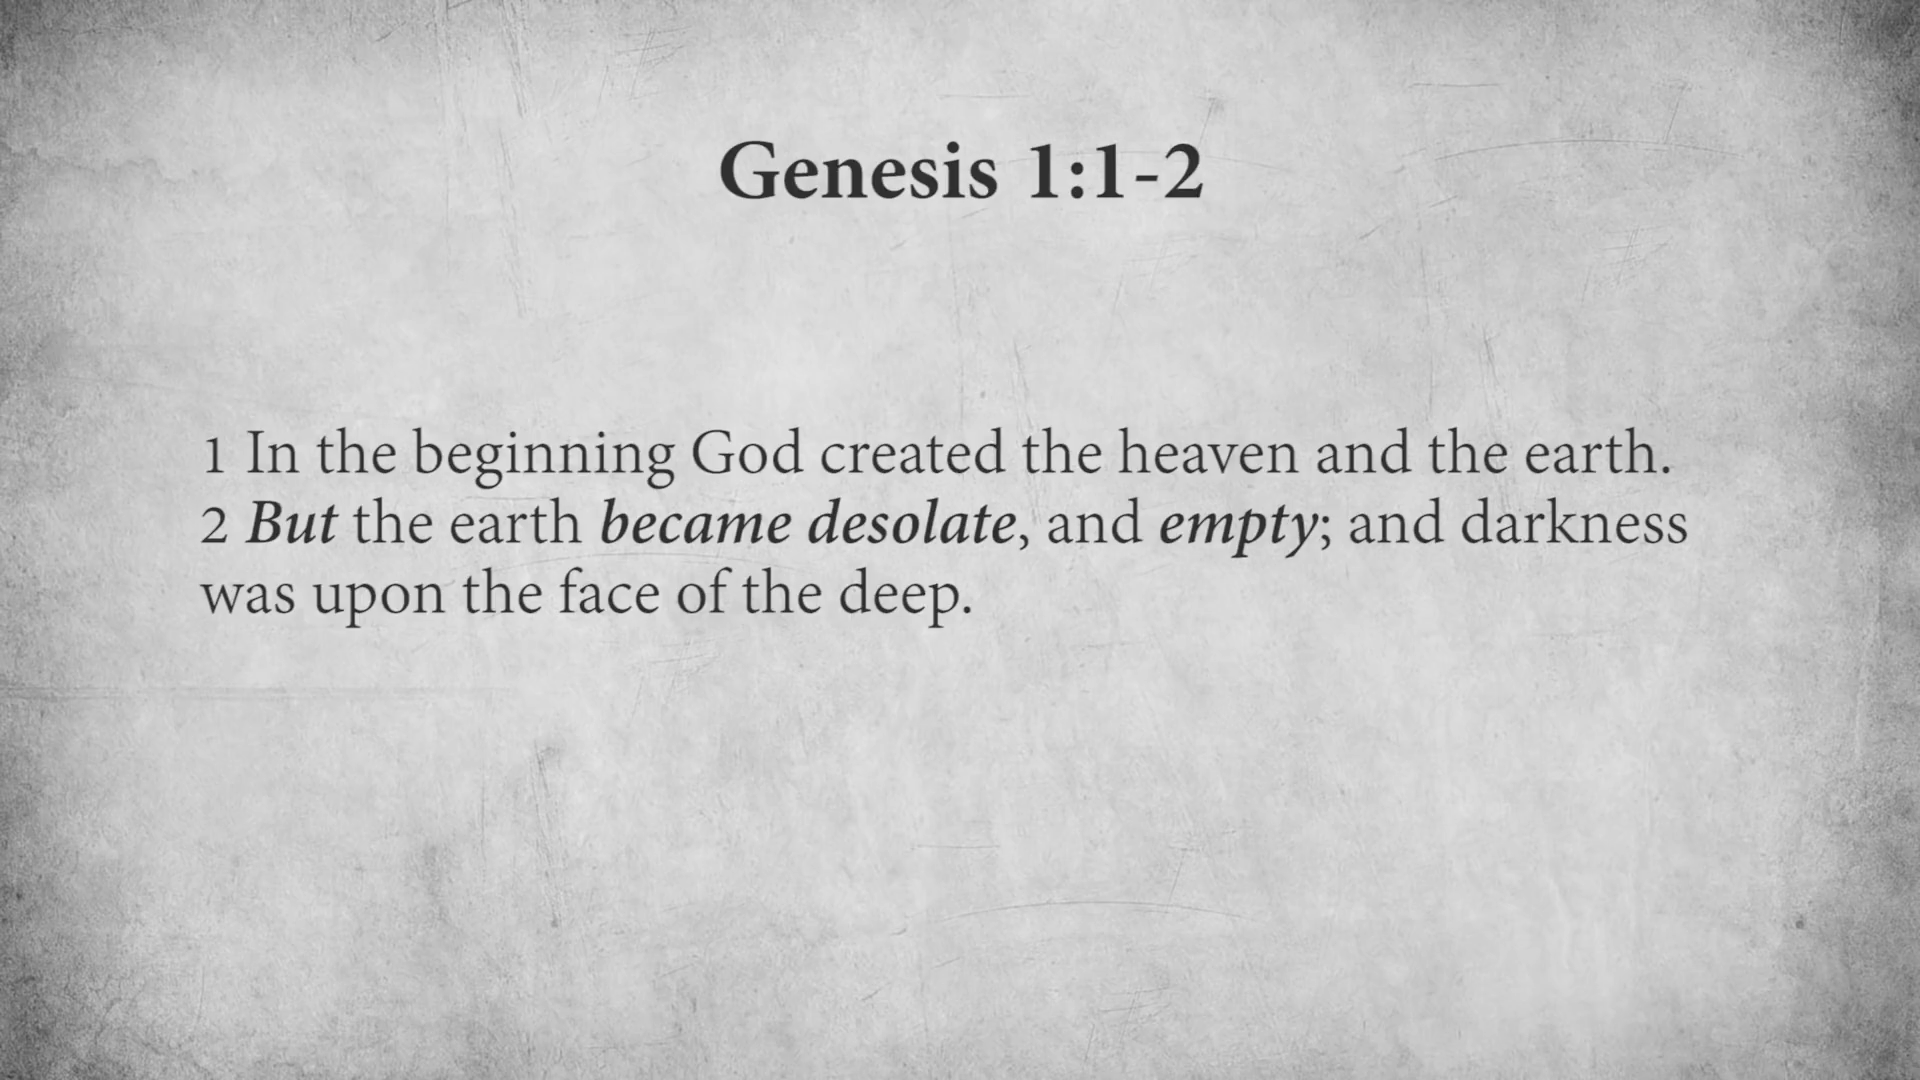 Genesis 1:1-2
1 In the beginning God created the heaven and the earth.
2 But the earth became desolate, and empty; and darkness
was upon the face of the deep.